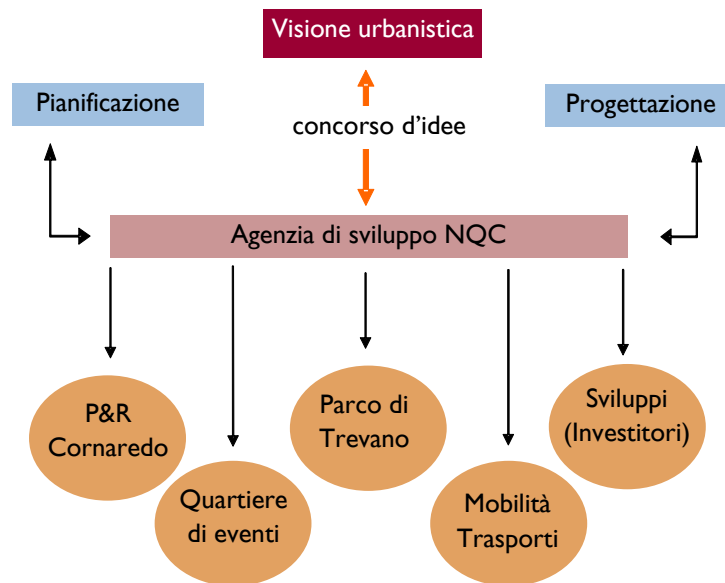 Visione urbanistica
Pianificazione
Progettazione
concorso d'idee
Agenzia di sviluppo NQC
P&R
Cornaredo
Quartiere
di eventi
Parco di
Trevano
Mobilità
Trasporti
Sviluppi
(Investitori)